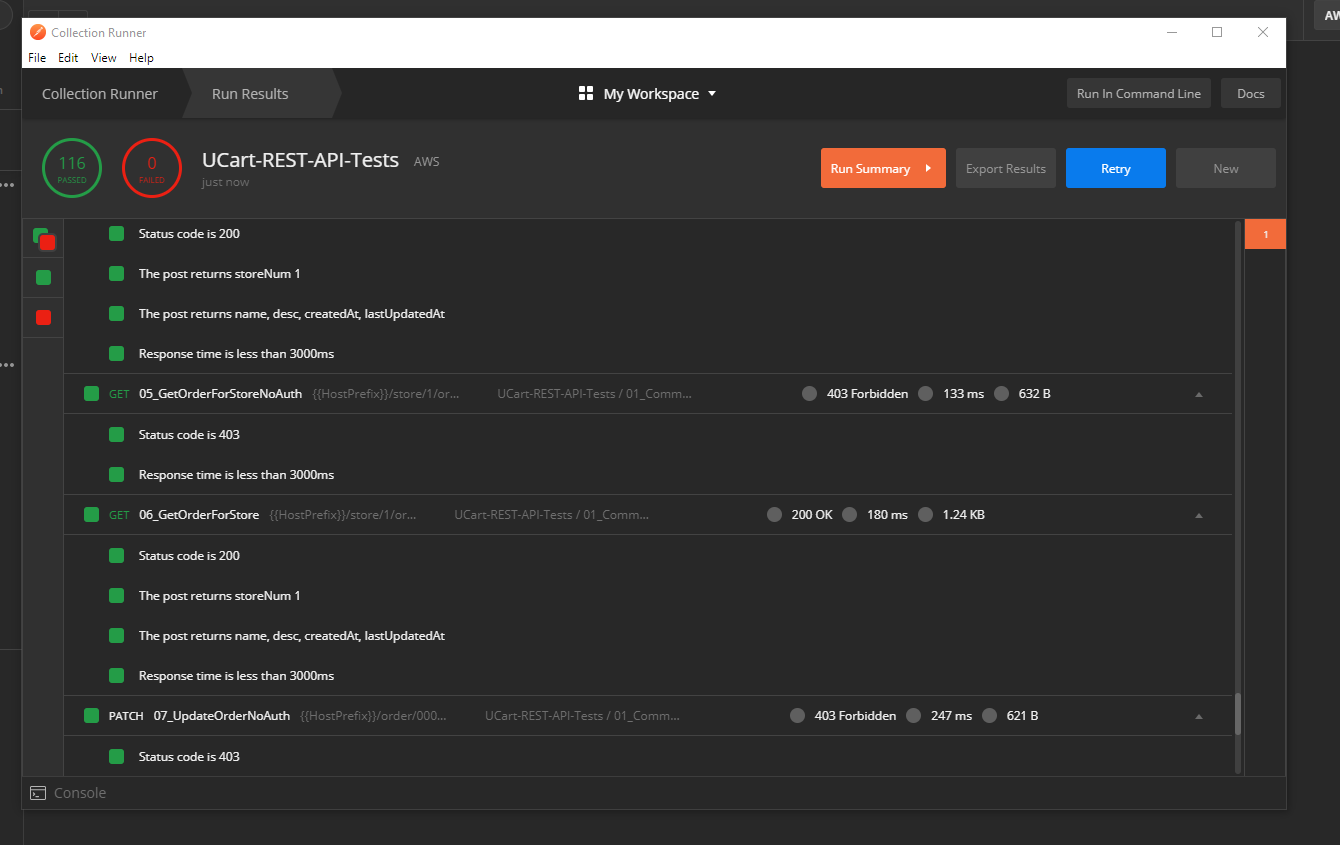 AW
Collection Runner
File Edit View Help
Collection Runner Run Results My Workspace Run In Command Line Docs
116 PASSED 0 FAILED UCart-REST-API-Tests AWS
just now
Run Summary Export Results Retry New
Status code is 200
1
The post returns storeNum 1
The post returns name, desc, createdAt, lastUpdatedAt
Response time is less than 3000ms
GET 05_GetOrderForStoreNoAuth {{HostPrefix}}/store/1/or... UCart-REST-API-Tests / 01_Comm... 403 Forbidden 133 ms 632 B
Status code is 403
Response time is less than 3000ms
GET 06_GetOrderForStore {{HostPrefix}}/store/1/or... UCart-REST-API-Tests / 01_Comm... 200 OK 180 ms 1.24 KB
Status code is 200
The post returns storeNum 1
The post returns name, desc, createdAt, lastUpdatedAt
Response time is less than 3000ms
PATCH 07_UpdateOrderNoAuth {{HostPrefix}}/order/000... UCart-REST-API-Tests / 01_Comm... 403 Forbidden 247 ms 621 B
Status code is 403
Console